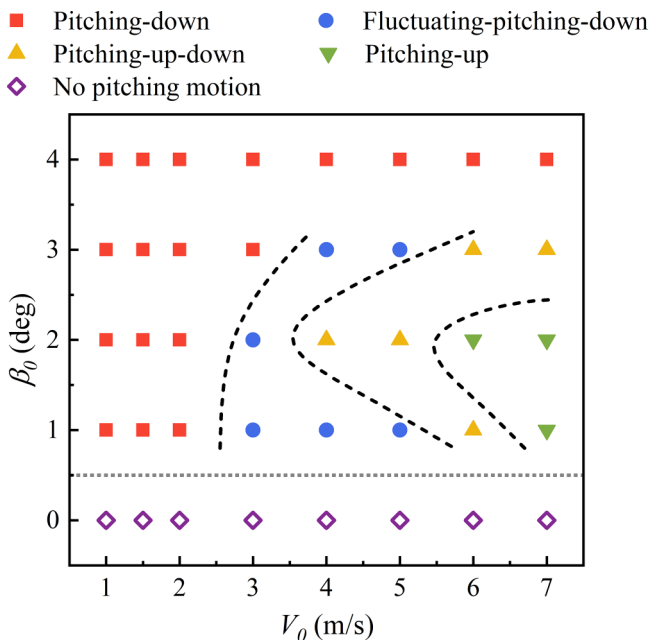 Pitching-down
Fluctuating-pitching-down
Pitching-up-down
Pitching-up
No pitching motion
4
3
2
1
0
β0 (deg)
1 2 3 4 5 6 7
V0 (m/s)